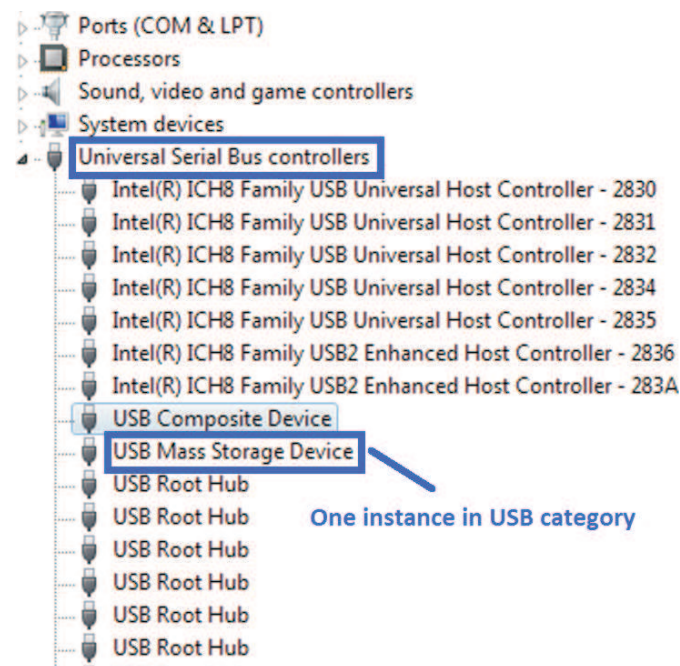 Ports (COM & LPT)
Processors
Sound, video and game controllers
System devices
Universal Serial Bus controllers
Intel(R) ICH8 Family USB Universal Host Controller - 2830
Intel(R) ICH8 Family USB Universal Host Controller - 2831
Intel(R) ICH8 Family USB Universal Host Controller - 2832
Intel(R) ICH8 Family USB Universal Host Controller - 2834
Intel(R) ICH8 Family USB Universal Host Controller - 2835
Intel(R) ICH8 Family USB2 Enhanced Host Controller - 2836
Intel(R) ICH8 Family USB2 Enhanced Host Controller - 283A
USB Composite Device
USB Mass Storage Device
USB Root Hub
USB Root Hub
One instance in USB category
USB Root Hub
USB Root Hub
USB Root Hub
USB Root Hub